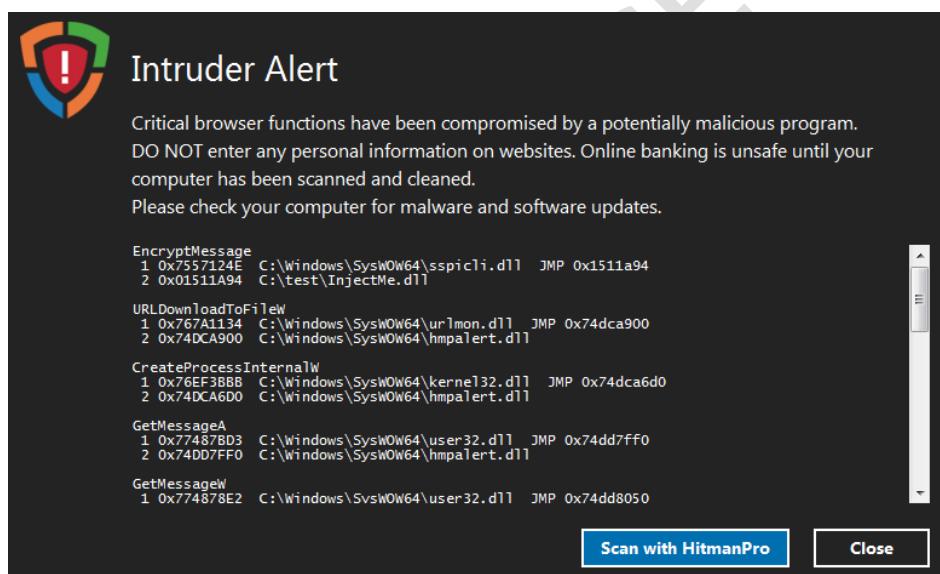 Intruder Alert
Critical browser functions have been compromised by a potentially malicious program.
DO NOT enter any personal information on websites. Online banking is unsafe until your
computer has been scanned and cleaned.
Please check your computer for malware and software updates.
EncryptMessage
1 0x7557124E C:\Windows\SysWOW64\sspicli.dll JMP 0x1511a94
2 0x01511A94 C:\test\InjectMe.dll
URLDownloadToFileW
1 0x767A1134 C:\Windows\SysWOW64\urlmon.dll JMP 0x74dca900
2 0x74DCA900 C:\Windows\SysWOW64\hmpalert.dll
CreateProcessInternalW
1 0x76EF3BBB C:\Windows\SysWOW64\kernel32.dll JMP 0x74dca6d0
2 0x74DCA6D0 C:\Windows\SysWOW64\hmpalert.dll
GetMessageA
1 0x77487BD3 C:\Windows\SysWOW64\user32.dll JMP 0x74dd7ff0
2 0x74DD7FF0 C:\Windows\SysWOW64\hmpalert.dll
GetMessageW
1 0x774878E2 C:\Windows\SysWOW64\user32.dll JMP 0x74dd8050
Scan with HitmanPro
Close